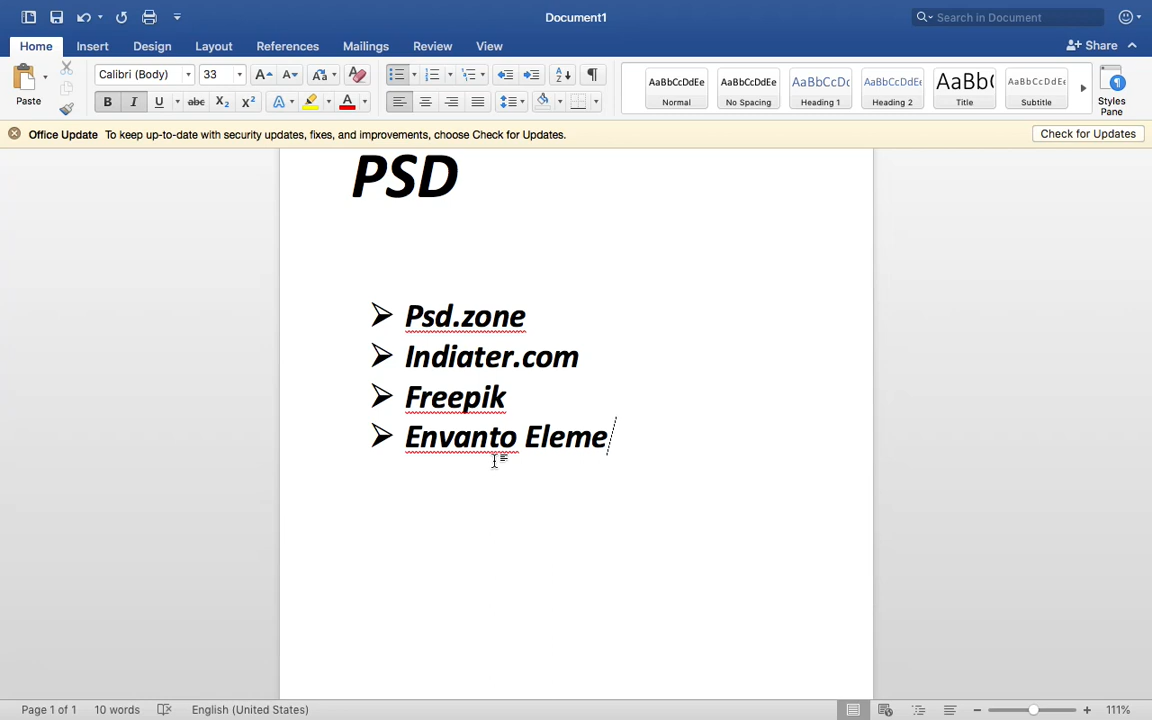 Document1
Search in Document
Home Insert Design Layout References Mailings Review View
Share
Paste
Calibri (Body) 33
B I U abc X2 X2 A A
AaBbCcDdEe AaBbCcDdEe AaBbCcDc AaBbCcDdEe AaBb( AaBbCcDdEe
Normal No Spacing Heading 1 Heading 2 Title Subtitle
Styles Pane
Office Update To keep up-to-date with security updates, fixes, and improvements, choose Check for Updates.
Check for Updates
PSD
Psd.zone
Indiater.com
Freepik
Envanto Eleme
Page 1 of 1 10 words English (United States) 111%